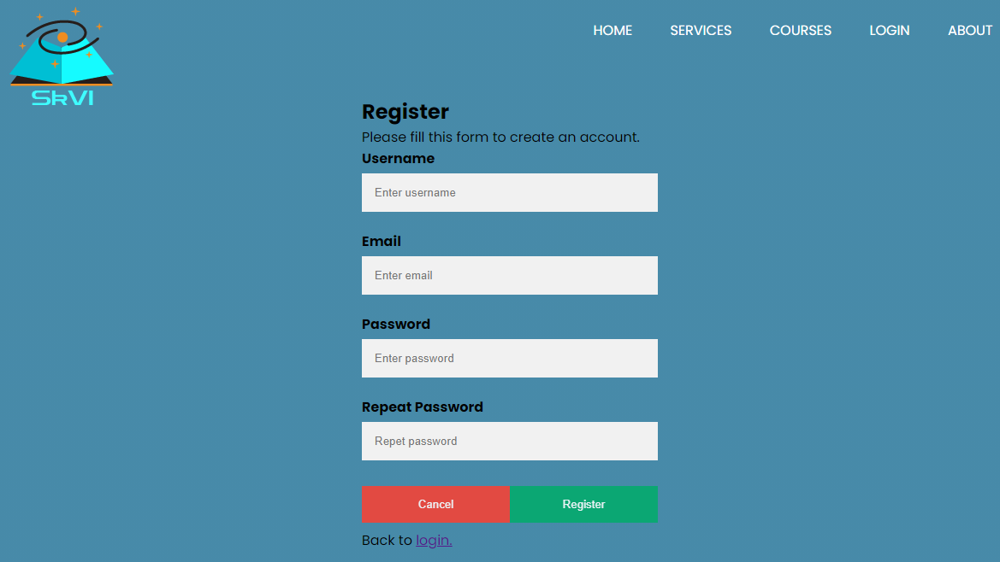 SkVI
HOME SERVICES COURSES LOGIN ABOUT
Register
Please fill this form to create an account.
Username
Enter username
Email
Enter email
Password
Enter password
Repeat Password
Repet password
Cancel Register
Back to login.